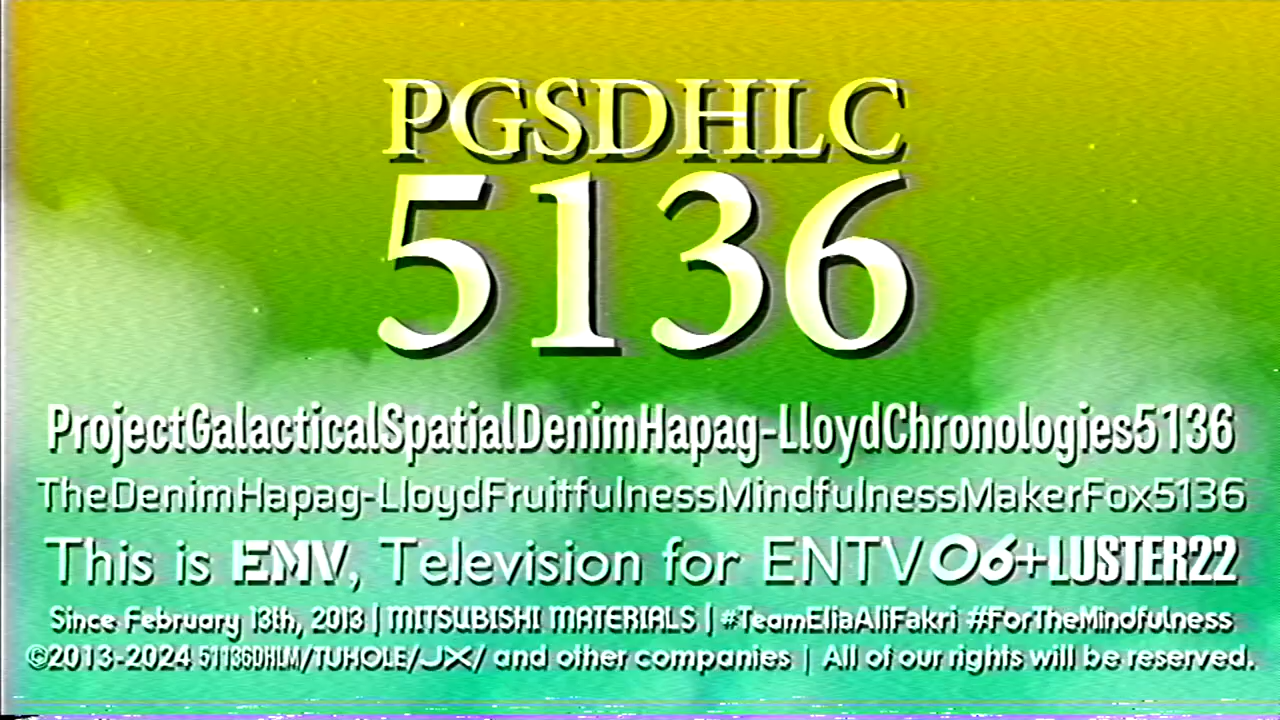 PGSDHLC
5136
ProjectGalacticalSpatialDenimHapag-LloydChronologies5136
TheDenimHapag-LloydFruitfulnessMindfulnessMakerFox5136
This is EMV, Television for ENTV06+LUSTER22
Since February 13th, 2013 | MITSUBISHI MATERIALS | #TeamEliaAliFakri #ForTheMindfulness
©2013-2024 51136DHLM/TUHOLE/JX/ and other companies | All of our rights will be reserved.